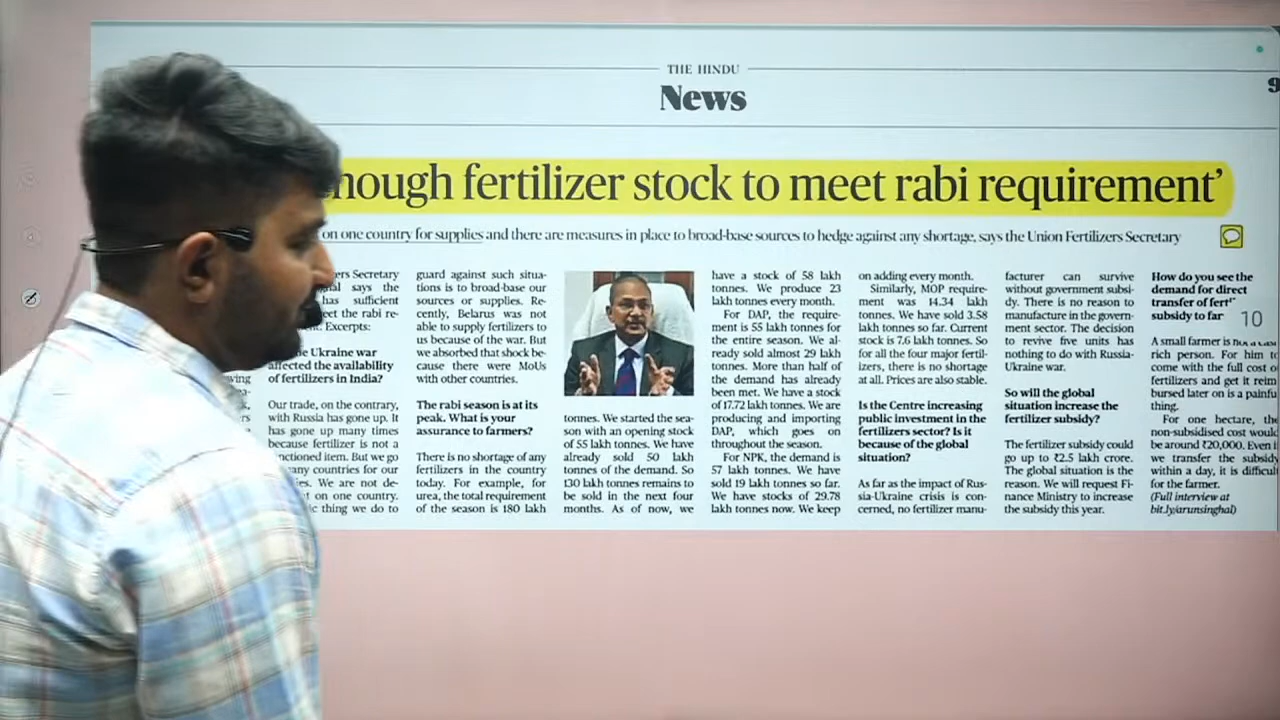 THE HINDU
News
9
nough fertilizer stock to meet rabi requirement'
on one country for supplies and there are measures in place to broad-base sources to hedge against any shortage, says the Union Fertilizers Secretary
ers Secretary
says the
has sufficient
eet the rabi re-
Excerpts:
Ukraine war
affected the availability
of fertilizers in India?
Our trade, on the contrary,
with Russia has gone up. It
has gone up many times
because fertilizer is not a
nctioned item. But we go
many countries for our
ies. We are not de-
on one country.
thing we do to
guard against such situa-
tions is to broad-base our
sources or supplies. Re-
cently, Belarus was not
able to supply fertilizers to
us because of the war. But
we absorbed that shock be-
cause there were MoUs
with other countries.
The rabi season is at its
peak. What is your
assurance to farmers?
There is no shortage of any
fertilizers in the country
today. For example, for
urea, the total requirement
of the season is 180 lakh
tonnes. We started the sea-
son with an opening stock
of 55 lakh tonnes. We have
already sold 50 lakh
tonnes of the demand. So
130 lakh tonnes remains to
be sold in the next four
months. As of now, we
have a stock of 58 lakh
tonnes. We produce 23
lakh tonnes every month.
For DAP, the require-
ment is 55 lakh tonnes for
the entire season. We al-
ready sold almost 29 lakh
tonnes. More than half of
the demand has already
been met. We have a stock
of 17.72 lakh tonnes. We are
producing and importing
DAP, which goes on
throughout the season.
For NPK, the demand is
57 lakh tonnes. We have
sold 19 lakh tonnes so far.
We have stocks of 29.78
lakh tonnes now. We keep
on adding every month.
Similarly, MOP require-
ment was 14.34 lakh
tonnes. We have sold 3.58
lakh tonnes so far. Current
stock is 7.6 lakh tonnes. So
for all the four major fertil-
izers, there is no shortage
at all. Prices are also stable.
Is the Centre increasing
public investment in the
fertilizers sector? Is it
because of the global
situation?
As far as the impact of Rus-
sia-Ukraine crisis is con-
cerned, no fertilizer manu-
facturer can survive
without government subsi-
dy. There is no reason to
manufacture in the govern-
ment sector. The decision
to revive five units has
nothing to do with Russia-
Ukraine war.
So will the global
situation increase the
fertilizer subsidy?
The fertilizer subsidy could
go up to ₹2.5 lakh crore.
The global situation is the
reason. We will request Fi-
nance Ministry to increase
the subsidy this year.
How do you see the
demand for direct
transfer of fert
subsidy to far
10
A small farmer is not a
rich person. For him to
come with the full cost of
fertilizers and get it reim
bursed later on is a painfu
thing.
For one hectare, the
non-subsidised cost would
be around ₹20,000. Even i
we transfer the subsidy
within a day, it is difficul
for the farmer.
(Full interview at
bit.ly/arunsinghal)